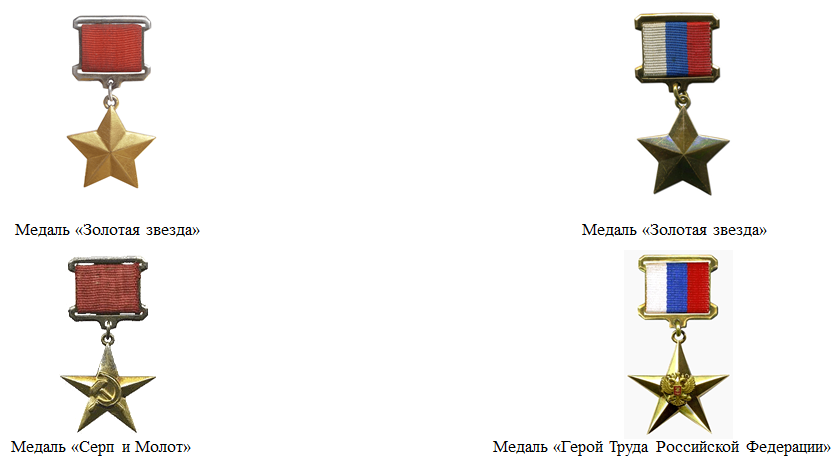 Медаль «Золотая звезда»
Медаль «Золотая звезда»
Медаль «Серп и Молот»
Медаль «Герой Труда Российской Федерации»